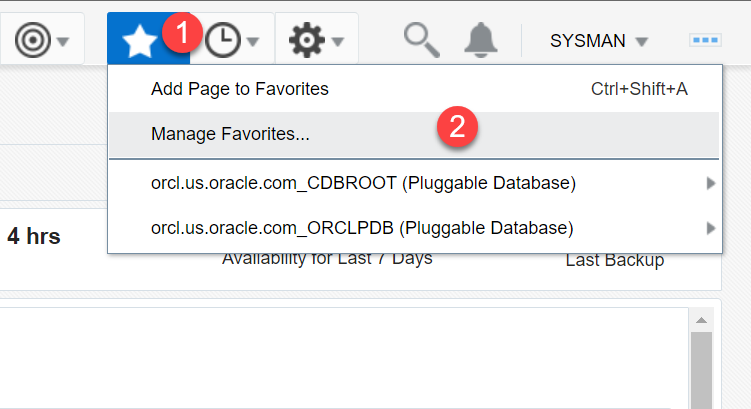 1
SYSMAN
Add Page to Favorites Ctrl+Shift+A
Manage Favorites... 2
orcl.us.oracle.com_CDBROOT (Pluggable Database)
orcl.us.oracle.com_ORCLPDB (Pluggable Database)
4 hrs
Availability for Last 7 Days
Last Backup